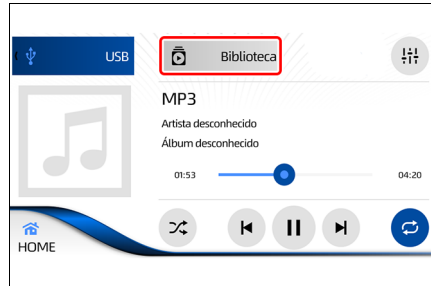 USB
Biblioteca
MP3
Artista desconhecido
Álbum desconhecido
01:53
04:20
HOME